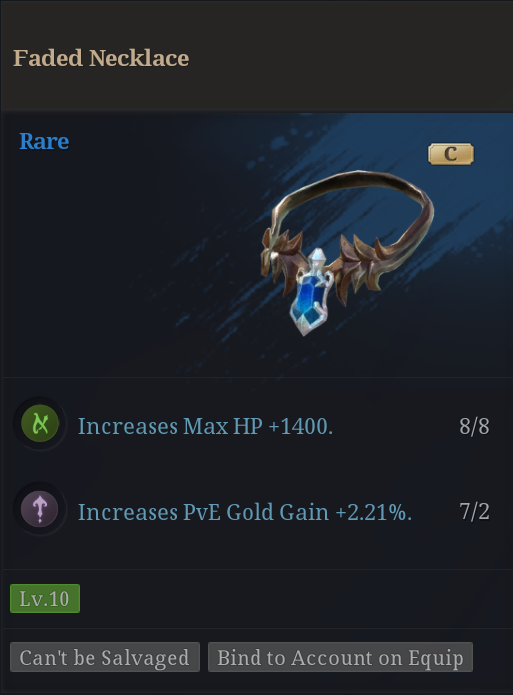 Faded Necklace
Rare
C
Increases Max HP +1400. 8/8
Increases PvE Gold Gain +2.21%. 7/2
Lv.10
Can't be Salvaged Bind to Account on Equip